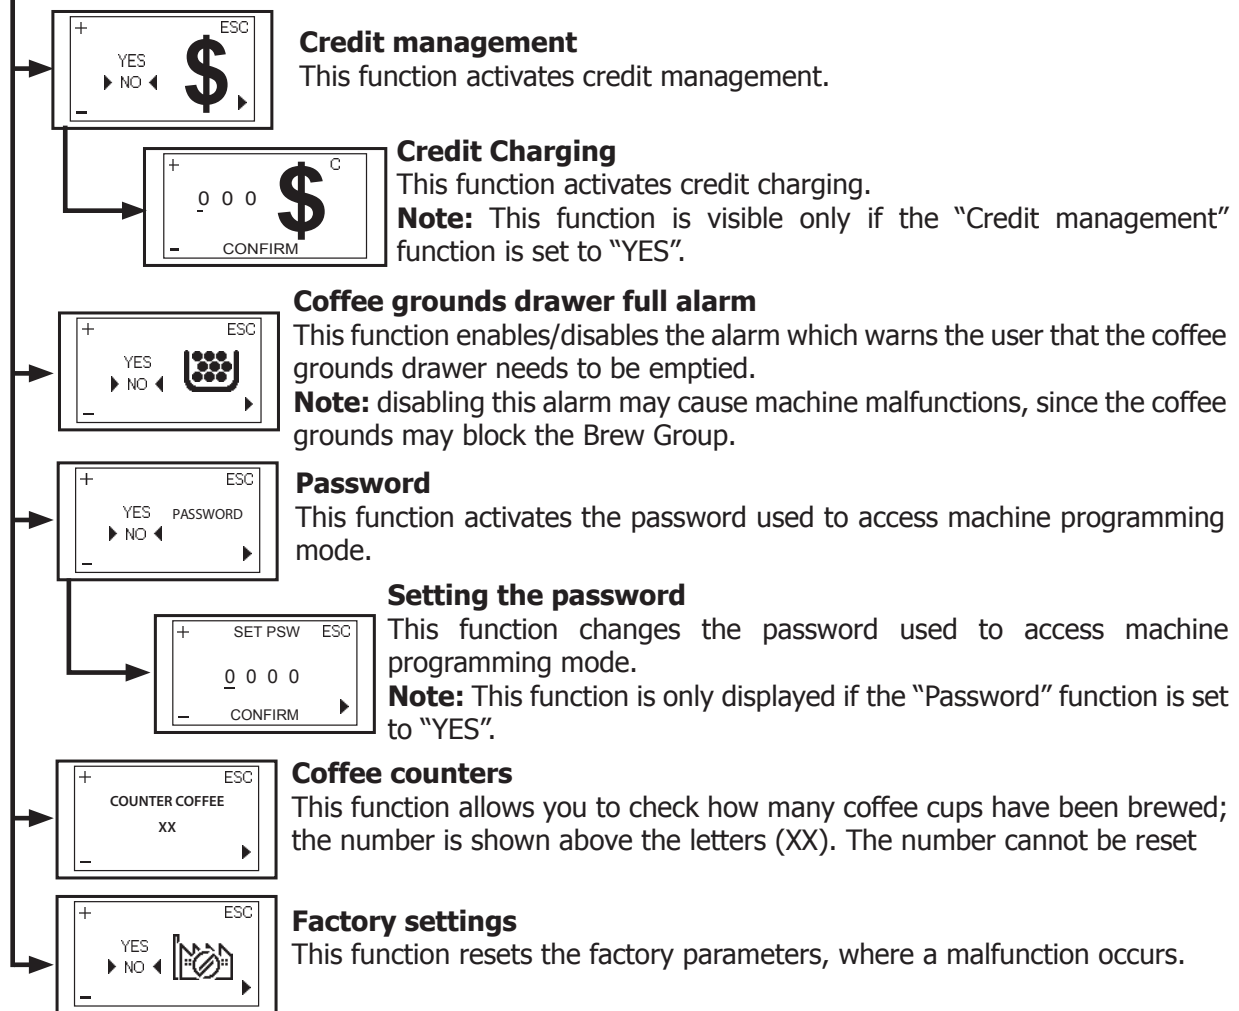 + ESC
YES
▶ NO ◀
$
−
Credit management
This function activates credit management.
+ C
0 0 0
$
− CONFIRM
Credit Charging
This function activates credit charging.
Note: This function is visible only if the “Credit management”
function is set to “YES”.
+ ESC
YES
▶ NO ◀
−
Coffee grounds drawer full alarm
This function enables/disables the alarm which warns the user that the coffee
grounds drawer needs to be emptied.
Note: disabling this alarm may cause machine malfunctions, since the coffee
grounds may block the Brew Group.
+ ESC
YES PASSWORD
▶ NO ◀
−
Password
This function activates the password used to access machine programming
mode.
+ SET PSW ESC
0 0 0 0
− CONFIRM
Setting the password
This function changes the password used to access machine
programming mode.
Note: This function is only displayed if the “Password” function is set
to “YES”.
+ ESC
COUNTER COFFEE
XX
−
Coffee counters
This function allows you to check how many coffee cups have been brewed;
the number is shown above the letters (XX). The number cannot be reset
+ ESC
YES
▶ NO ◀
−
Factory settings
This function resets the factory parameters, where a malfunction occurs.